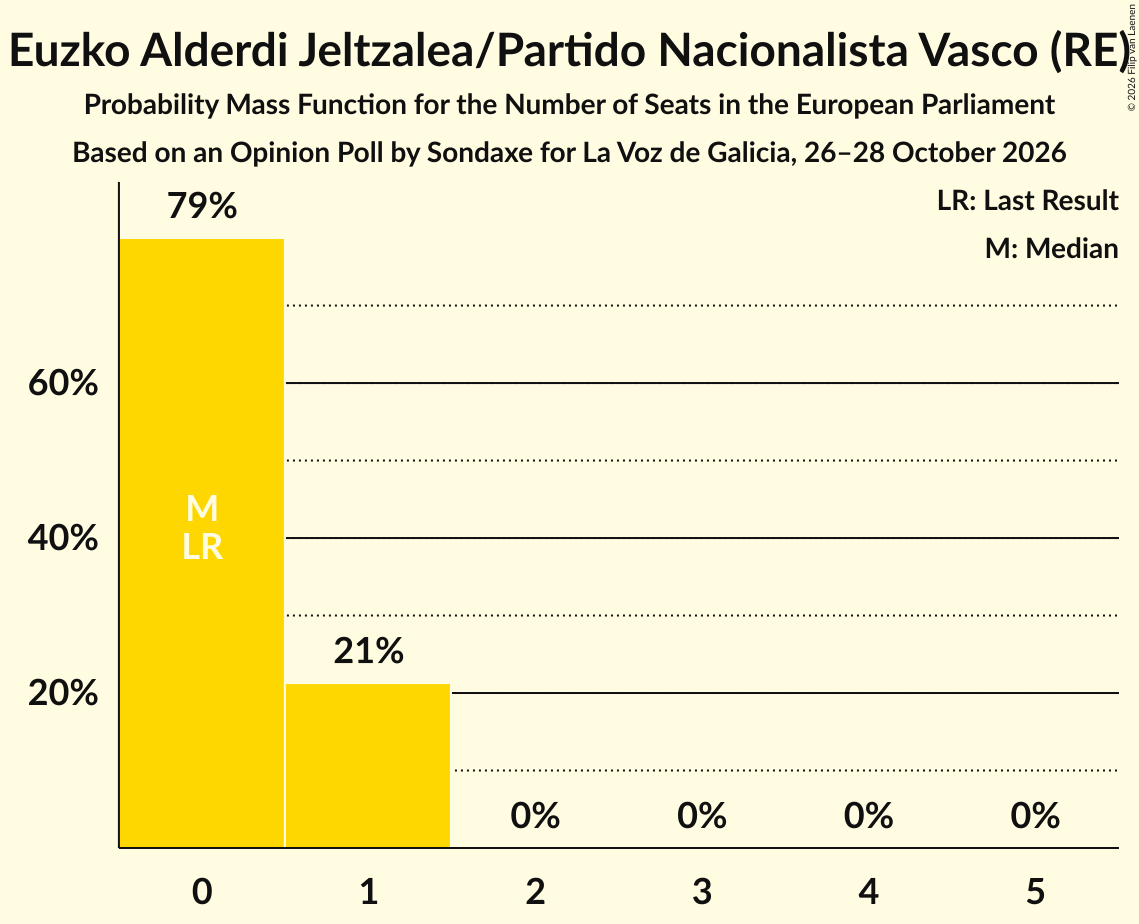 Euzko Alderdi Jeltzalea/Partido Nacionalista Vasco (RE)
© 2026 Filip van Laenen
Probability Mass Function for the Number of Seats in the European Parliament
Based on an Opinion Poll by Sondaxe for La Voz de Galicia, 26–28 October 2026
LR: Last Result
M: Median
79%
60%
M
40%
LR
21%
20%
0% 0% 0% 0%
0 1 2 3 4 5